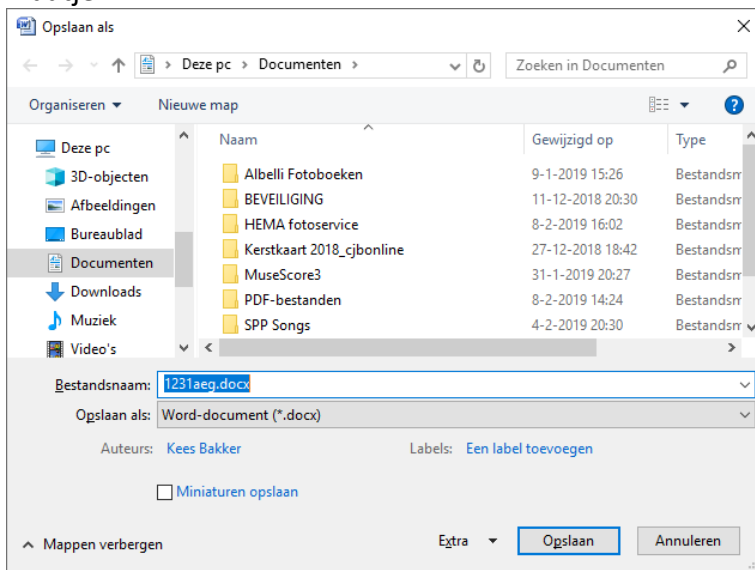 Opslaan als
Deze pc > Documenten >
Zoeken in Documenten
Organiseren
Nieuwe map
Naam Gewijzigd op Type
Deze pc
3D-objecten
Afbeeldingen
Bureaublad
Documenten
Downloads
Muziek
Video's
Albelli Fotoboeken 9-1-2019 15:26 Bestandsm
BEVEILIGING 11-12-2018 20:30 Bestandsm
HEMA fotoservice 8-2-2019 16:02 Bestandsm
Kerstkaart 2018_cjbonline 27-12-2018 18:42 Bestandsm
MuseScore3 31-1-2019 20:27 Bestandsm
PDF-bestanden 8-2-2019 14:24 Bestandsm
SPP Songs 4-2-2019 20:30 Bestandsm
Bestandsnaam: 1231aeg.docx
Opslaan als: Word-document (*.docx)
Auteurs: Kees Bakker Labels: Een label toevoegen
Miniaturen opslaan
Mappen verbergen
Extra Opslaan Annuleren